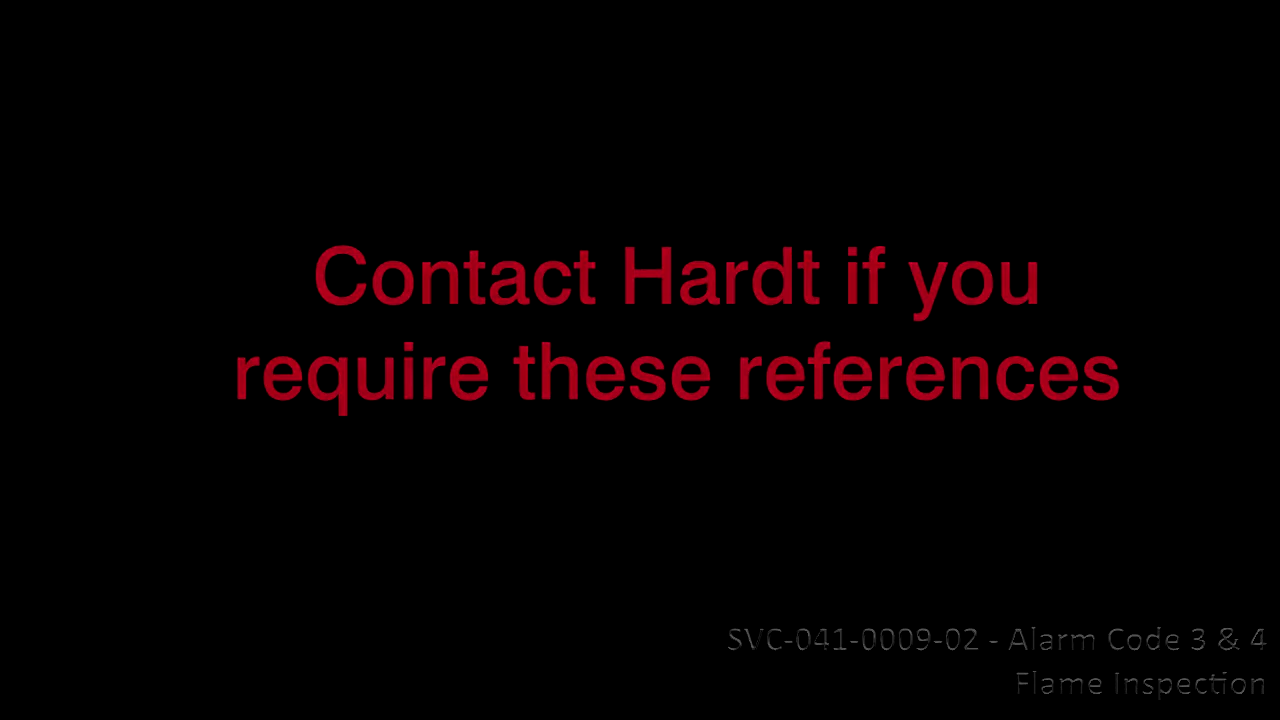 Contact Hardt if you
require these references
SVC-041-0009-02 - Alarm Code 3 & 4
Flame Inspection